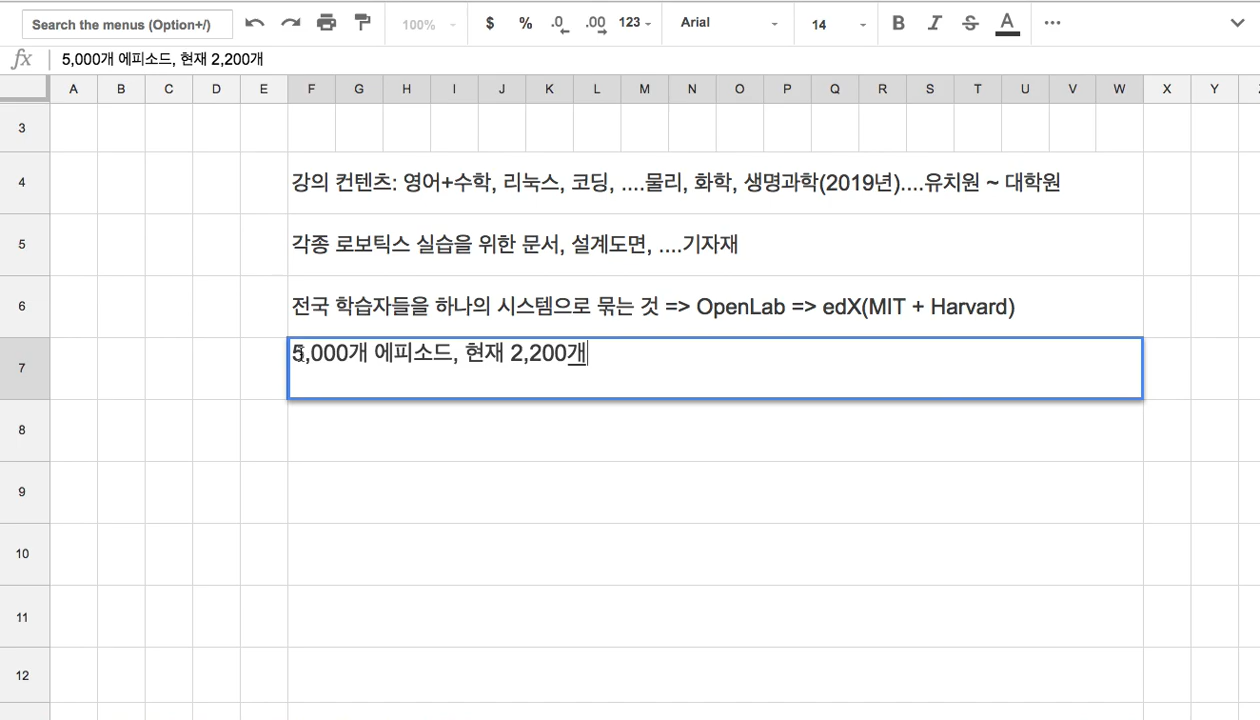 Search the menus (Option+/) 100% $ % .0 .00 123 Arial 14 B I S A
fx 5,000개 에피소드, 현재 2,200개
A B C D E F G H I J K L M N O P Q R S T U V W X Y
3
4 강의 컨텐츠: 영어+수학, 리눅스, 코딩, ....물리, 화학, 생명과학(2019년)....유치원 ~ 대학원
5 각종 로보틱스 실습을 위한 문서, 설계도면, ....기자재
6 전국 학습자들을 하나의 시스템으로 묶는 것 => OpenLab => edX(MIT + Harvard)
7 5,000개 에피소드, 현재 2,200개
8
9
10
11
12